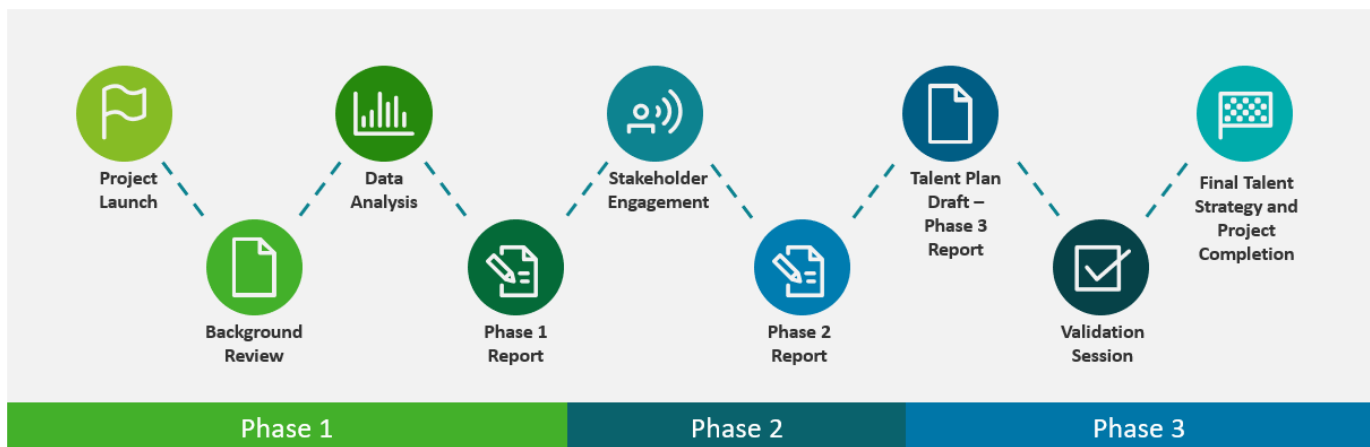 Project
Launch
Background
Review
Data
Analysis
Phase 1
Report
Stakeholder
Engagement
Phase 2
Report
Talent Plan
Draft –
Phase 3
Report
Validation
Session
Final Talent
Strategy and
Project
Completion
Phase 1
Phase 2
Phase 3